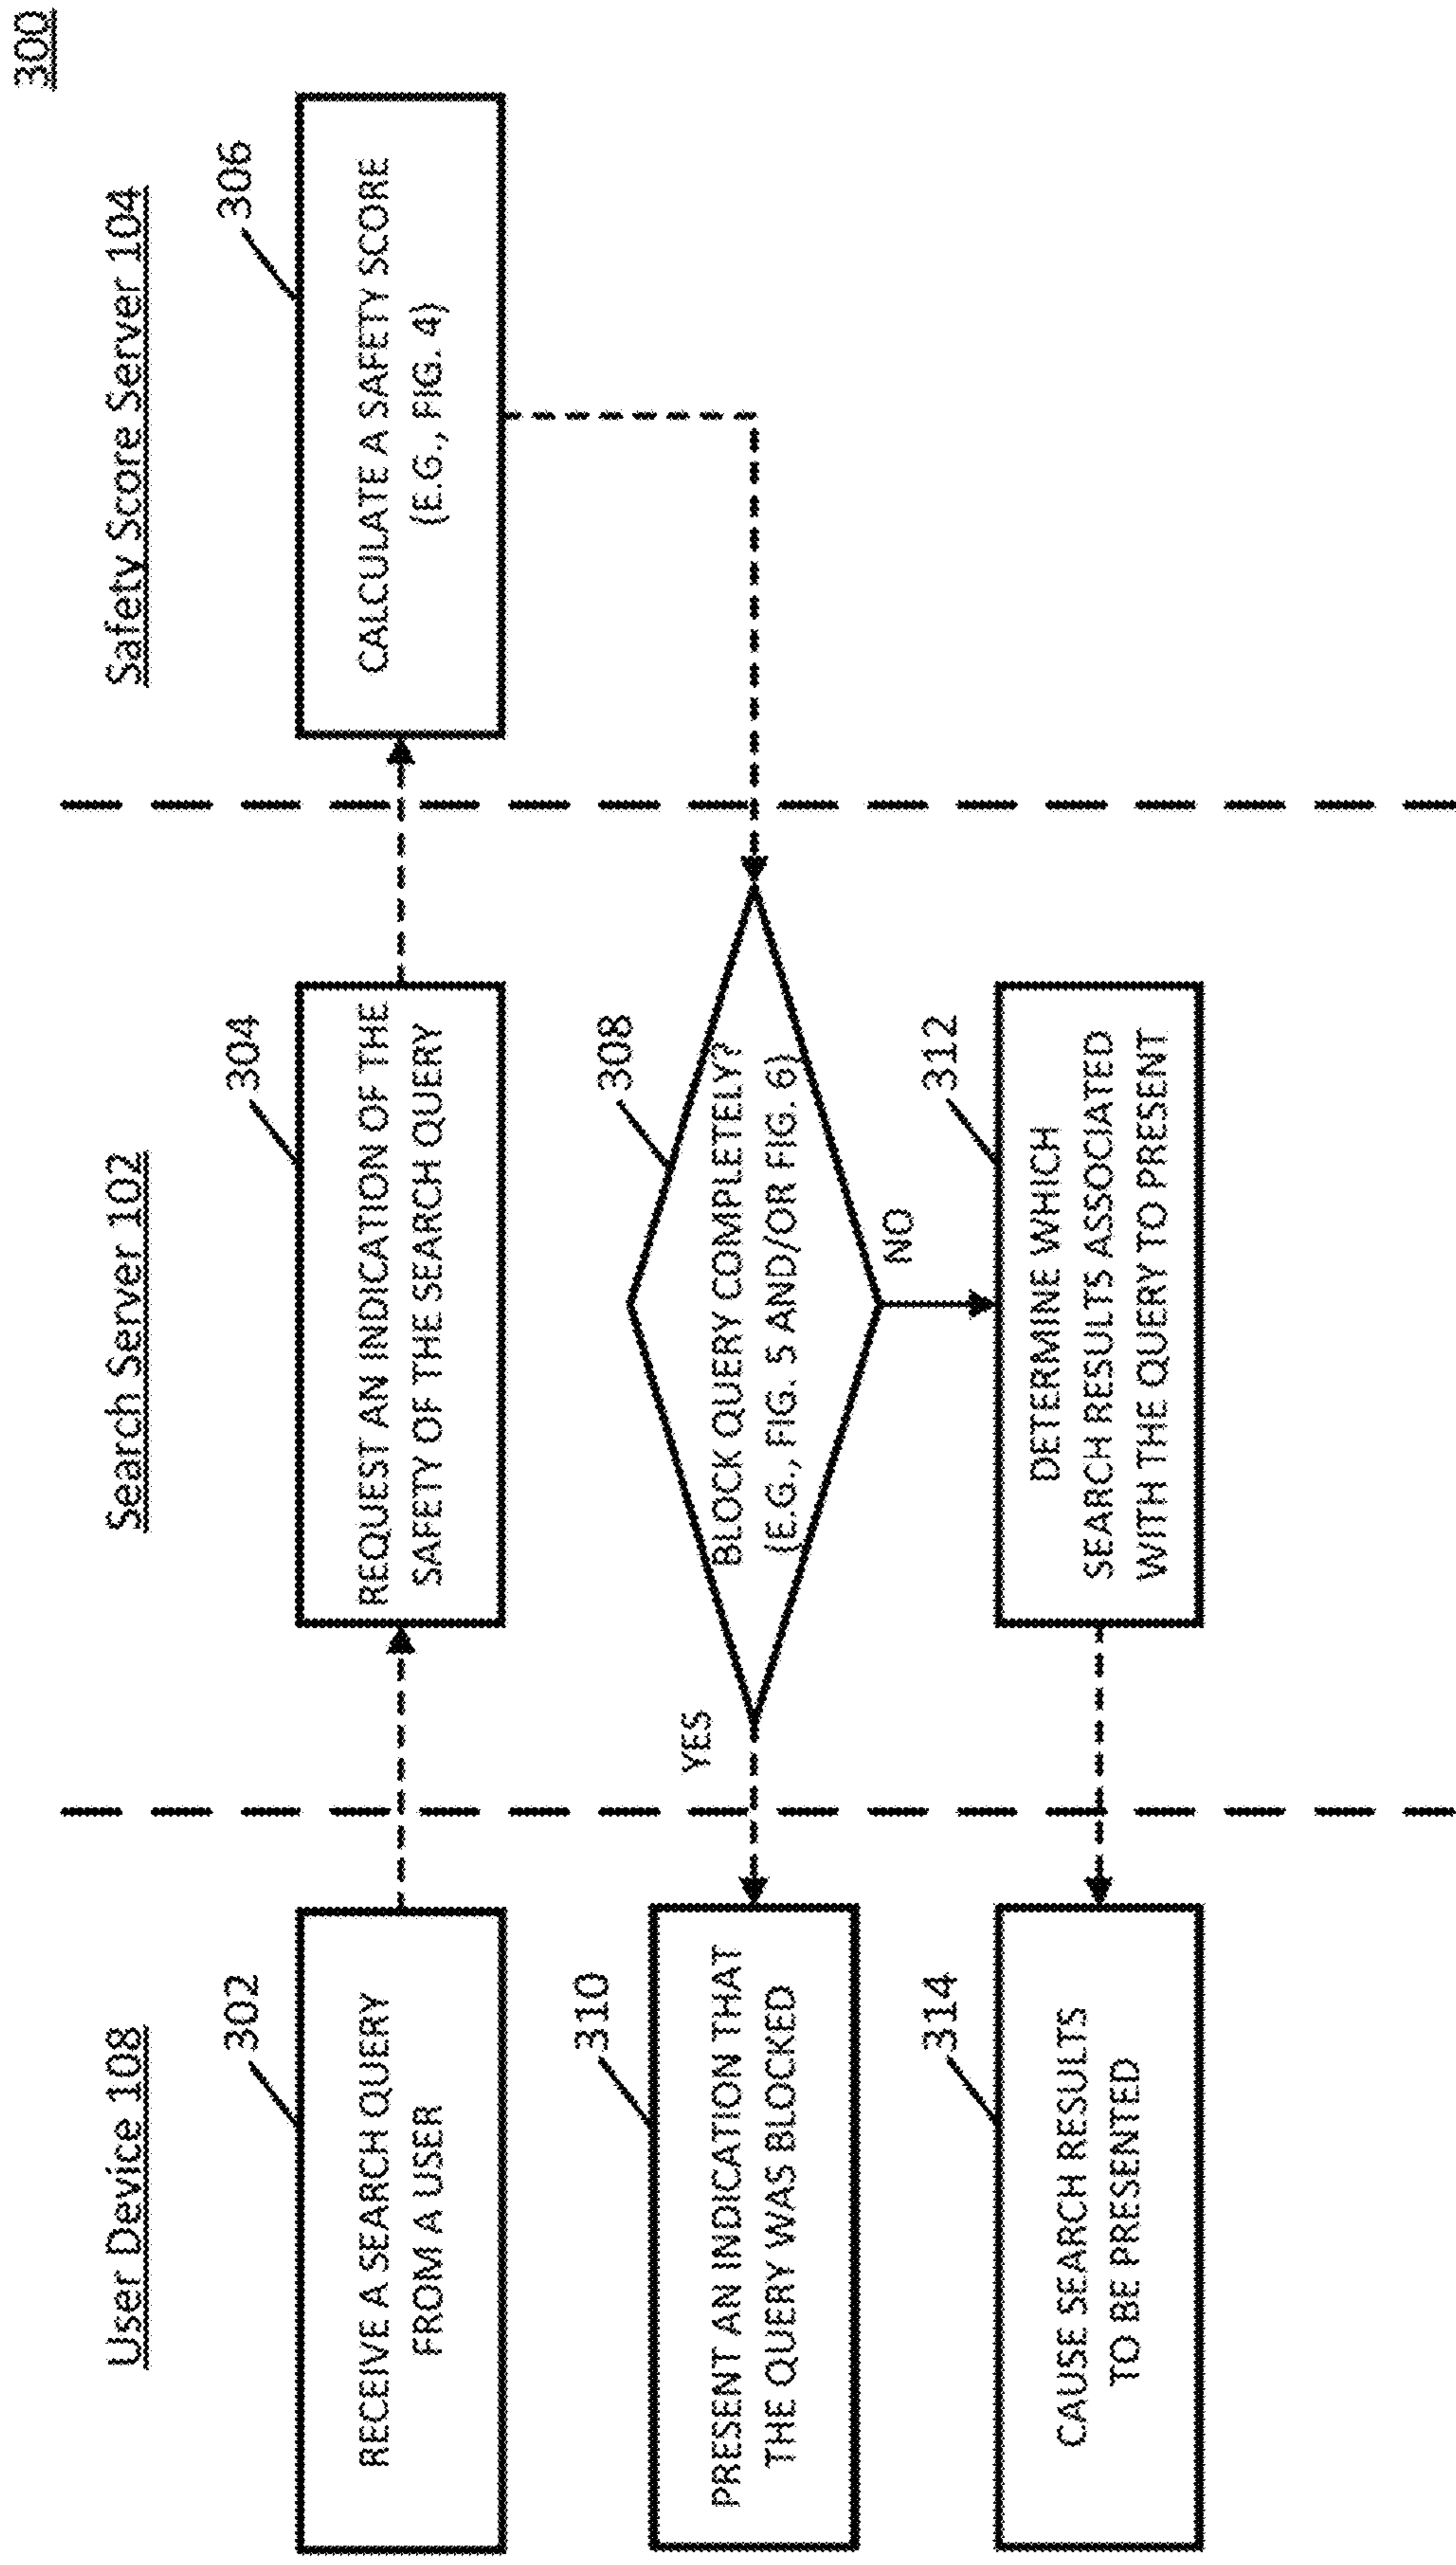 300
User Device 108
Search Server 102
Safety Score Server 104
302
RECEIVE A SEARCH QUERY
FROM A USER
304
REQUEST AN INDICATION OF THE
SAFETY OF THE SEARCH QUERY
306
CALCULATE A SAFETY SCORE
(E.G., FIG. 4)
308
BLOCK QUERY COMPLETELY?
(E.G., FIG. 5 AND/OR FIG. 6)
YES
NO
310
PRESENT AN INDICATION THAT
THE QUERY WAS BLOCKED
312
DETERMINE WHICH
SEARCH RESULTS ASSOCIATED
WITH THE QUERY TO PRESENT
314
CAUSE SEARCH RESULTS
TO BE PRESENTED